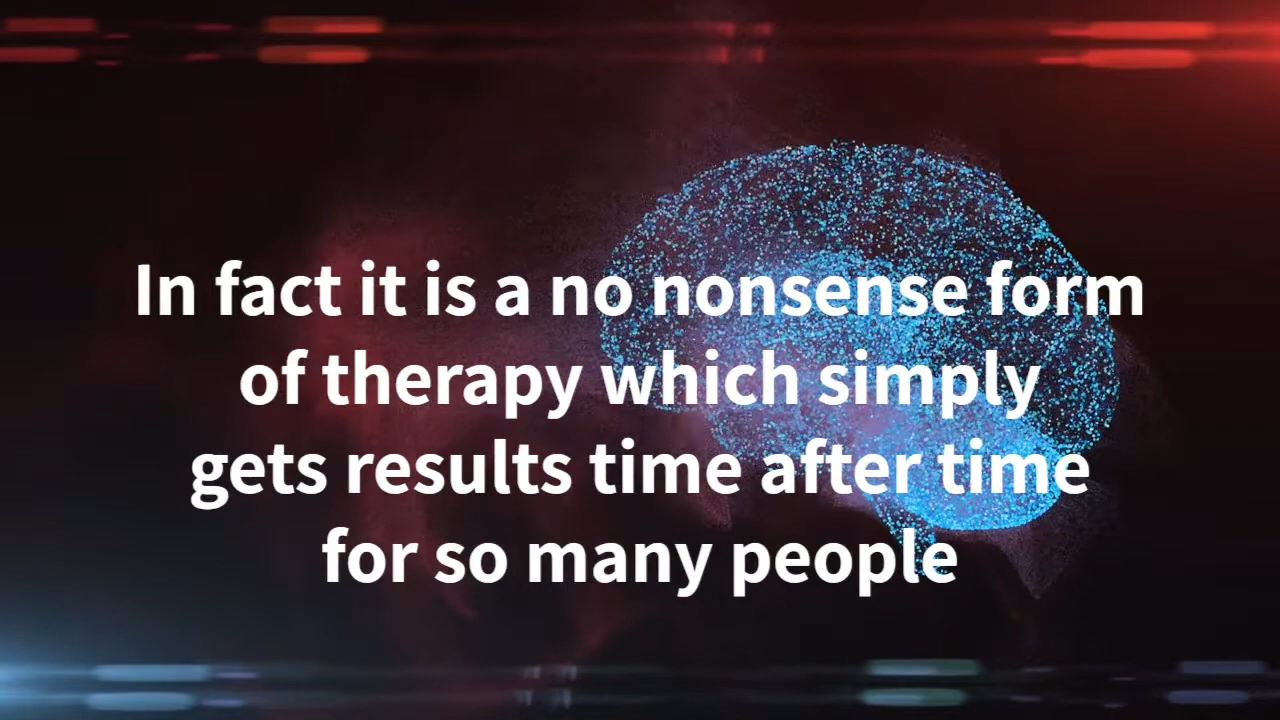 In fact it is a no nonsense form
of therapy which simply
gets results time after time
for so many people